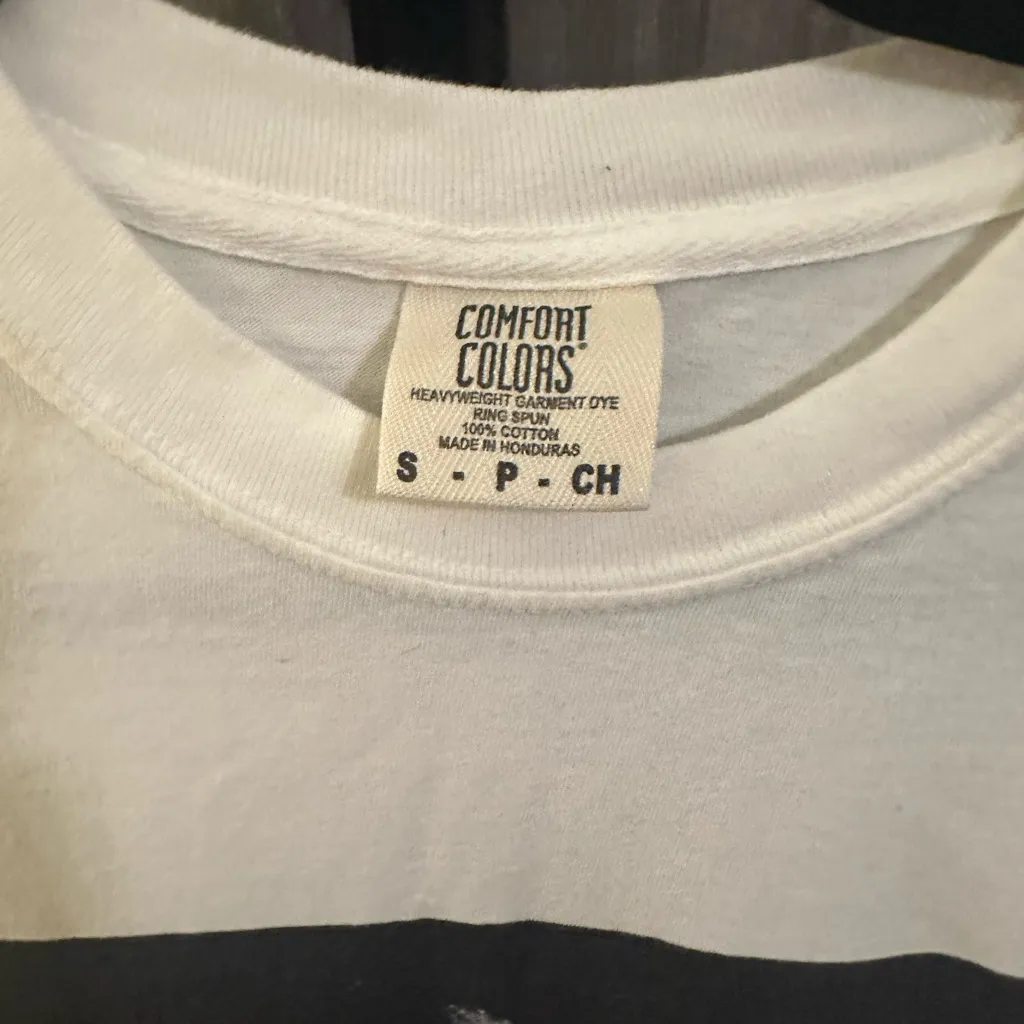 COMFORT
COLORS®
HEAVYWEIGHT GARMENT DYE
RING SPUN
100% COTTON
MADE IN HONDURAS
S - P - CH